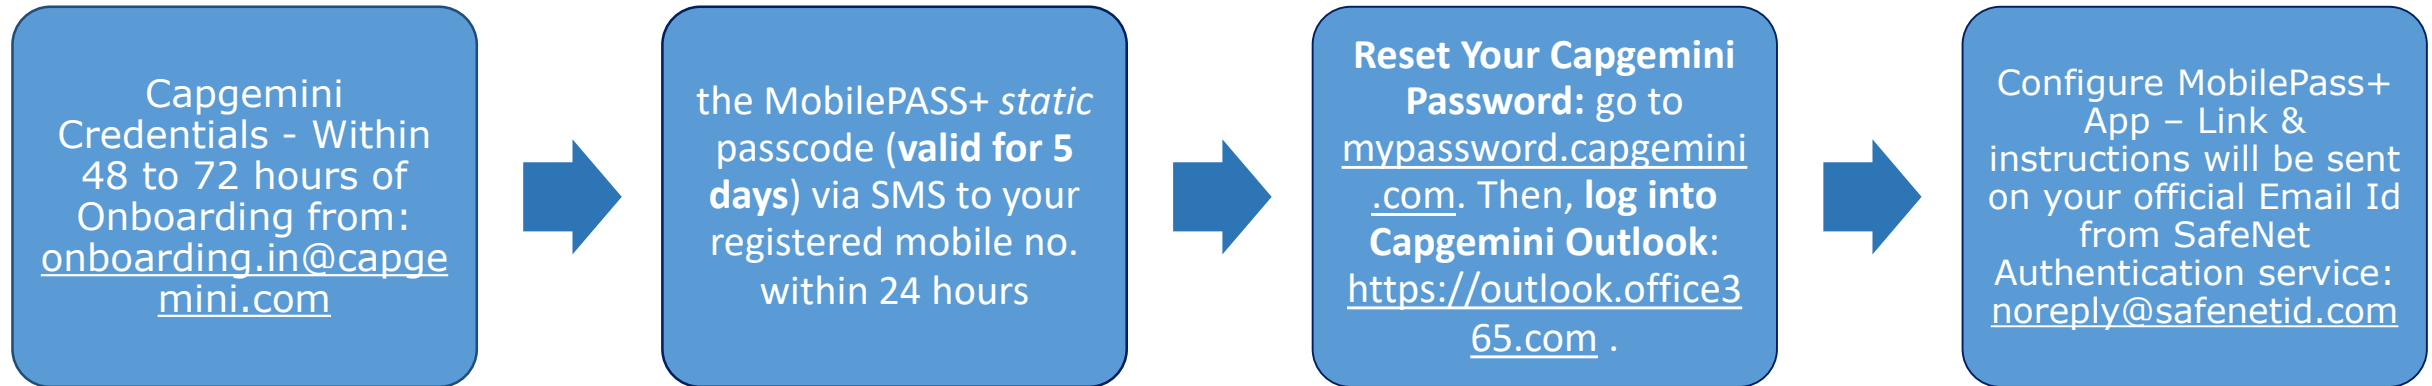 Capgemini
Credentials - Within
48 to 72 hours of
Onboarding from:
onboarding.in@capge
mini.com
the MobilePASS+ static
passcode (valid for 5
days) via SMS to your
registered mobile no.
within 24 hours
Reset Your Capgemini
Password: go to
mypassword.capgemini
.com. Then, log into
Capgemini Outlook:
https://outlook.office3
65.com .
Configure MobilePass+
App – Link &
instructions will be sent
on your official Email Id
from SafeNet
Authentication service:
noreply@safenetid.com